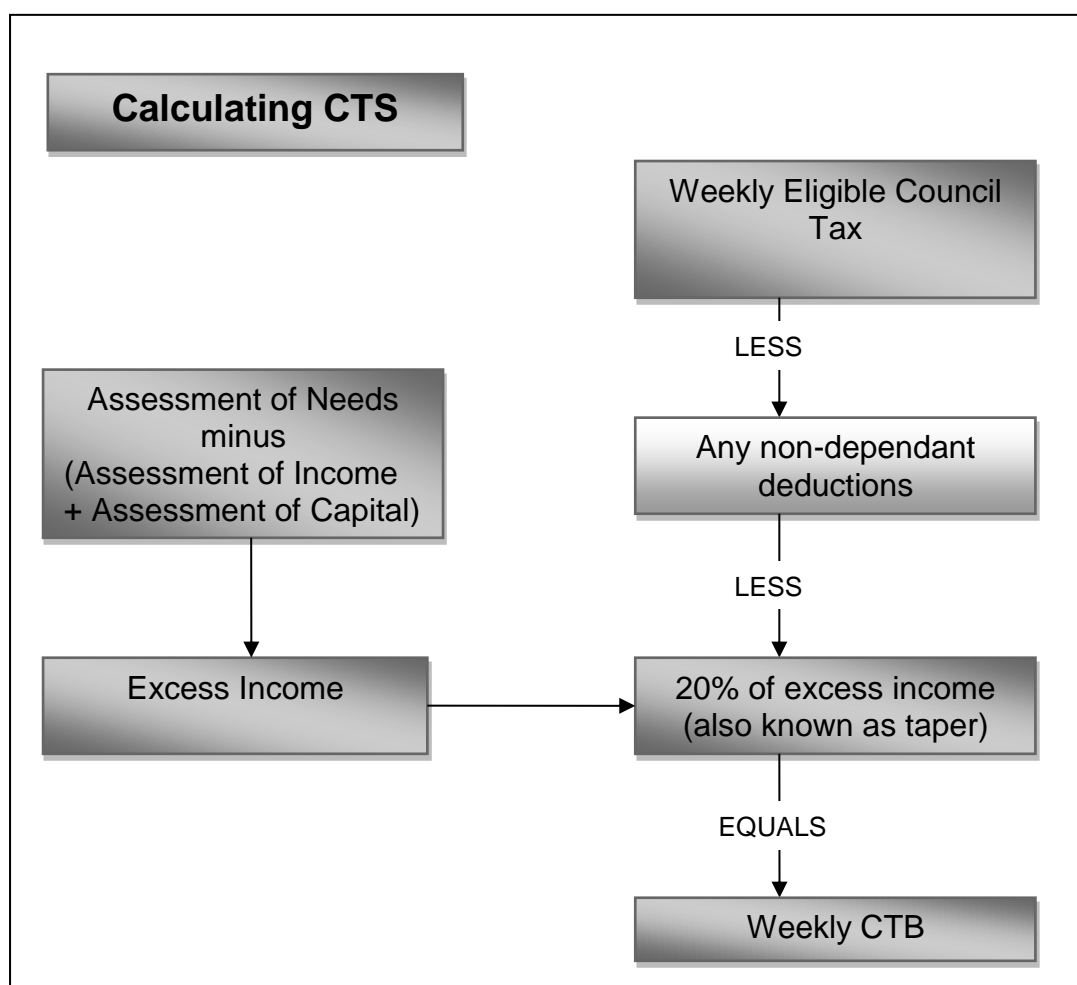 Calculating CTS
Weekly Eligible Council
Tax
LESS
Assessment of Needs
minus
(Assessment of Income
+ Assessment of Capital)
Any non-dependant
deductions
LESS
Excess Income
20% of excess income
(also known as taper)
EQUALS
Weekly CTB